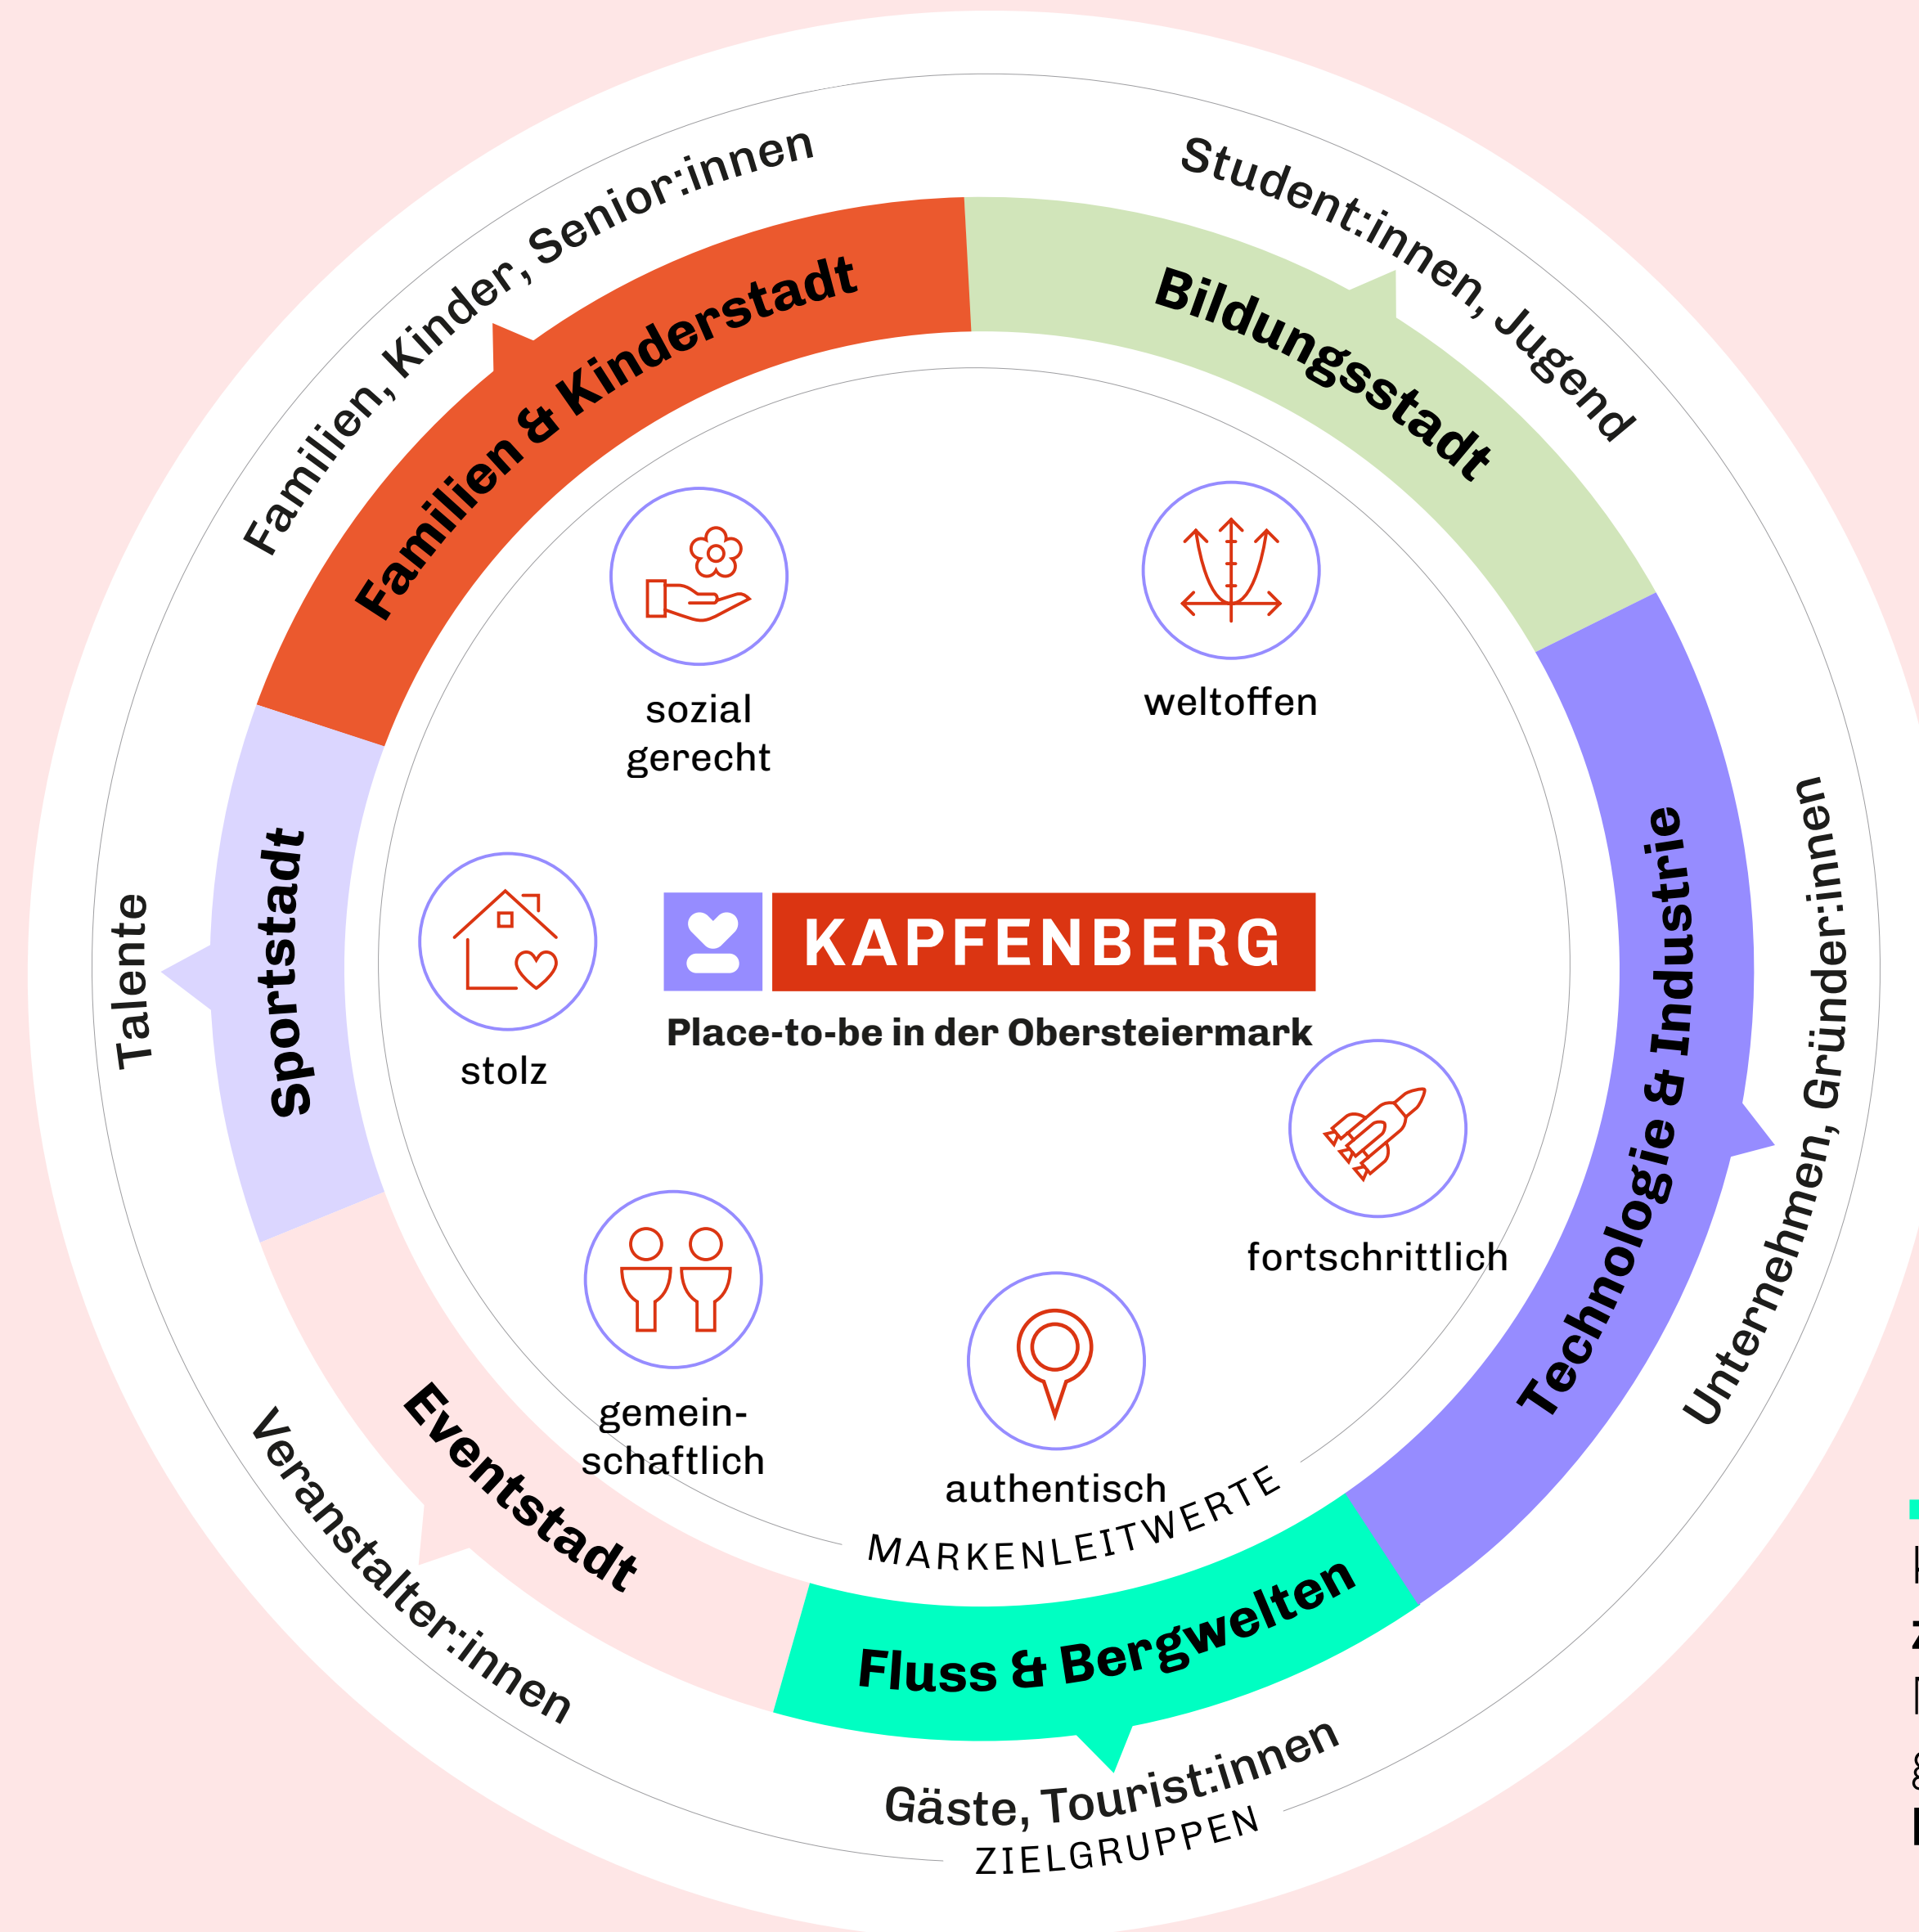 Familien, Kinder, Senior:innen
Student:innen, Jugend
Familien & Kinderstadt
Bildungsstadt
sozial
gerecht
weltoffen
Talente
Sportstadt
stolz
KAPFENBERG
Place-to-be in der Obersteiermark
Technologie & Industrie
Unternehmen, Gründer:innen
fortschrittlich
gemein-
schaftlich
authentisch
MARKENLEITWERTE
Eventstadt
Veranstalter:innen
Fluss & Bergwelten
Gäste, Tourist:innen
ZIELGRUPPEN